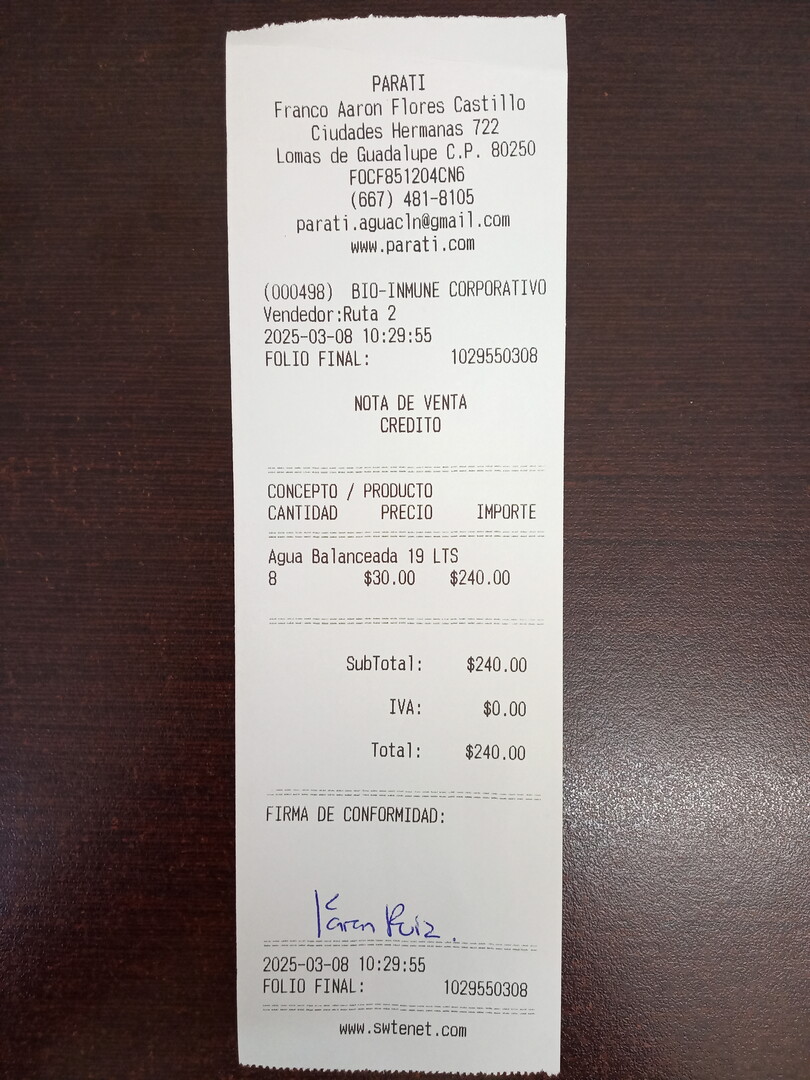 PARATI
Franco Aaron Flores Castillo
Ciudades Hermanas 722
Lomas de Guadalupe C.P. 80250
FOCF851204CN6
(667) 481-8105
parati.aguacln@gmail.com
www.parati.com
(000498) BIO-INMUNE CORPORATIVO
Vendedor:Ruta 2
2025-03-08 10:29:55
FOLIO FINAL: 1029550308
NOTA DE VENTA
CREDITO
CONCEPTO / PRODUCTO
CANTIDAD PRECIO IMPORTE
Agua Balanceada 19 LTS
8 $30.00 $240.00
SubTotal: $240.00
IVA: $0.00
Total: $240.00
FIRMA DE CONFORMIDAD:
Karen Ruiz.
2025-03-08 10:29:55
FOLIO FINAL: 1029550308
www.swtenet.com